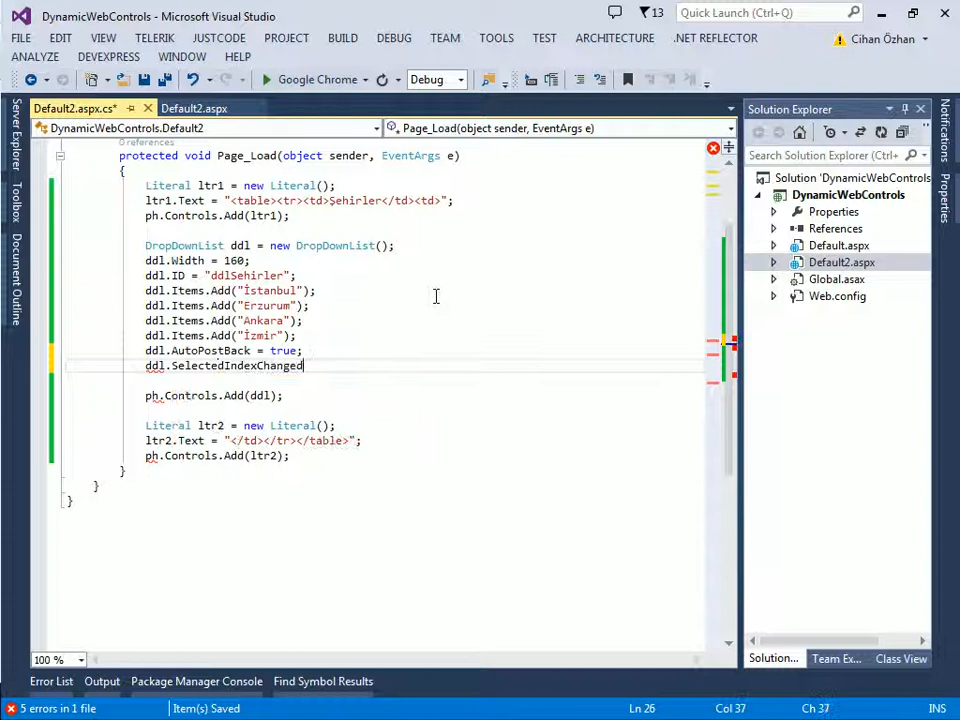 DynamicWebControls - Microsoft Visual Studio
13
Quick Launch (Ctrl+Q)
FILE EDIT VIEW TELERIK JUSTCODE PROJECT BUILD DEBUG TEAM TOOLS TEST ARCHITECTURE .NET REFLECTOR
Cihan Özhan
ANALYZE DEVEXPRESS WINDOW HELP
Google Chrome
Debug
Default2.aspx.cs*
Default2.aspx
DynamicWebControls.Default2
Page_Load(object sender, EventArgs e)
0 references
protected void Page_Load(object sender, EventArgs e)
{
Literal ltr1 = new Literal();
ltr1.Text = "<table><tr><td>Şehirler</td><td>";
ph.Controls.Add(ltr1);
DropDownList ddl = new DropDownList();
ddl.Width = 160;
ddl.ID = "ddlSehirler";
ddl.Items.Add("İstanbul");
ddl.Items.Add("Erzurum");
ddl.Items.Add("Ankara");
ddl.Items.Add("İzmir");
ddl.AutoPostBack = true;
ddl.SelectedIndexChanged
ph.Controls.Add(ddl);
Literal ltr2 = new Literal();
ltr2.Text = "</td></tr></table>";
ph.Controls.Add(ltr2);
}
}
}
100 %
Server Explorer
Toolbox
Document Outline
Solution Explorer
Search Solution Explorer (Ctrl+
Solution 'DynamicWebControls
DynamicWebControls
Properties
References
Default.aspx
Default2.aspx
Global.asax
Web.config
Solution...
Team Ex...
Class View
Notifications
Properties
Error List
Output
Package Manager Console
Find Symbol Results
5 errors in 1 file
Item(s) Saved
Ln 26
Col 37
Ch 37
INS